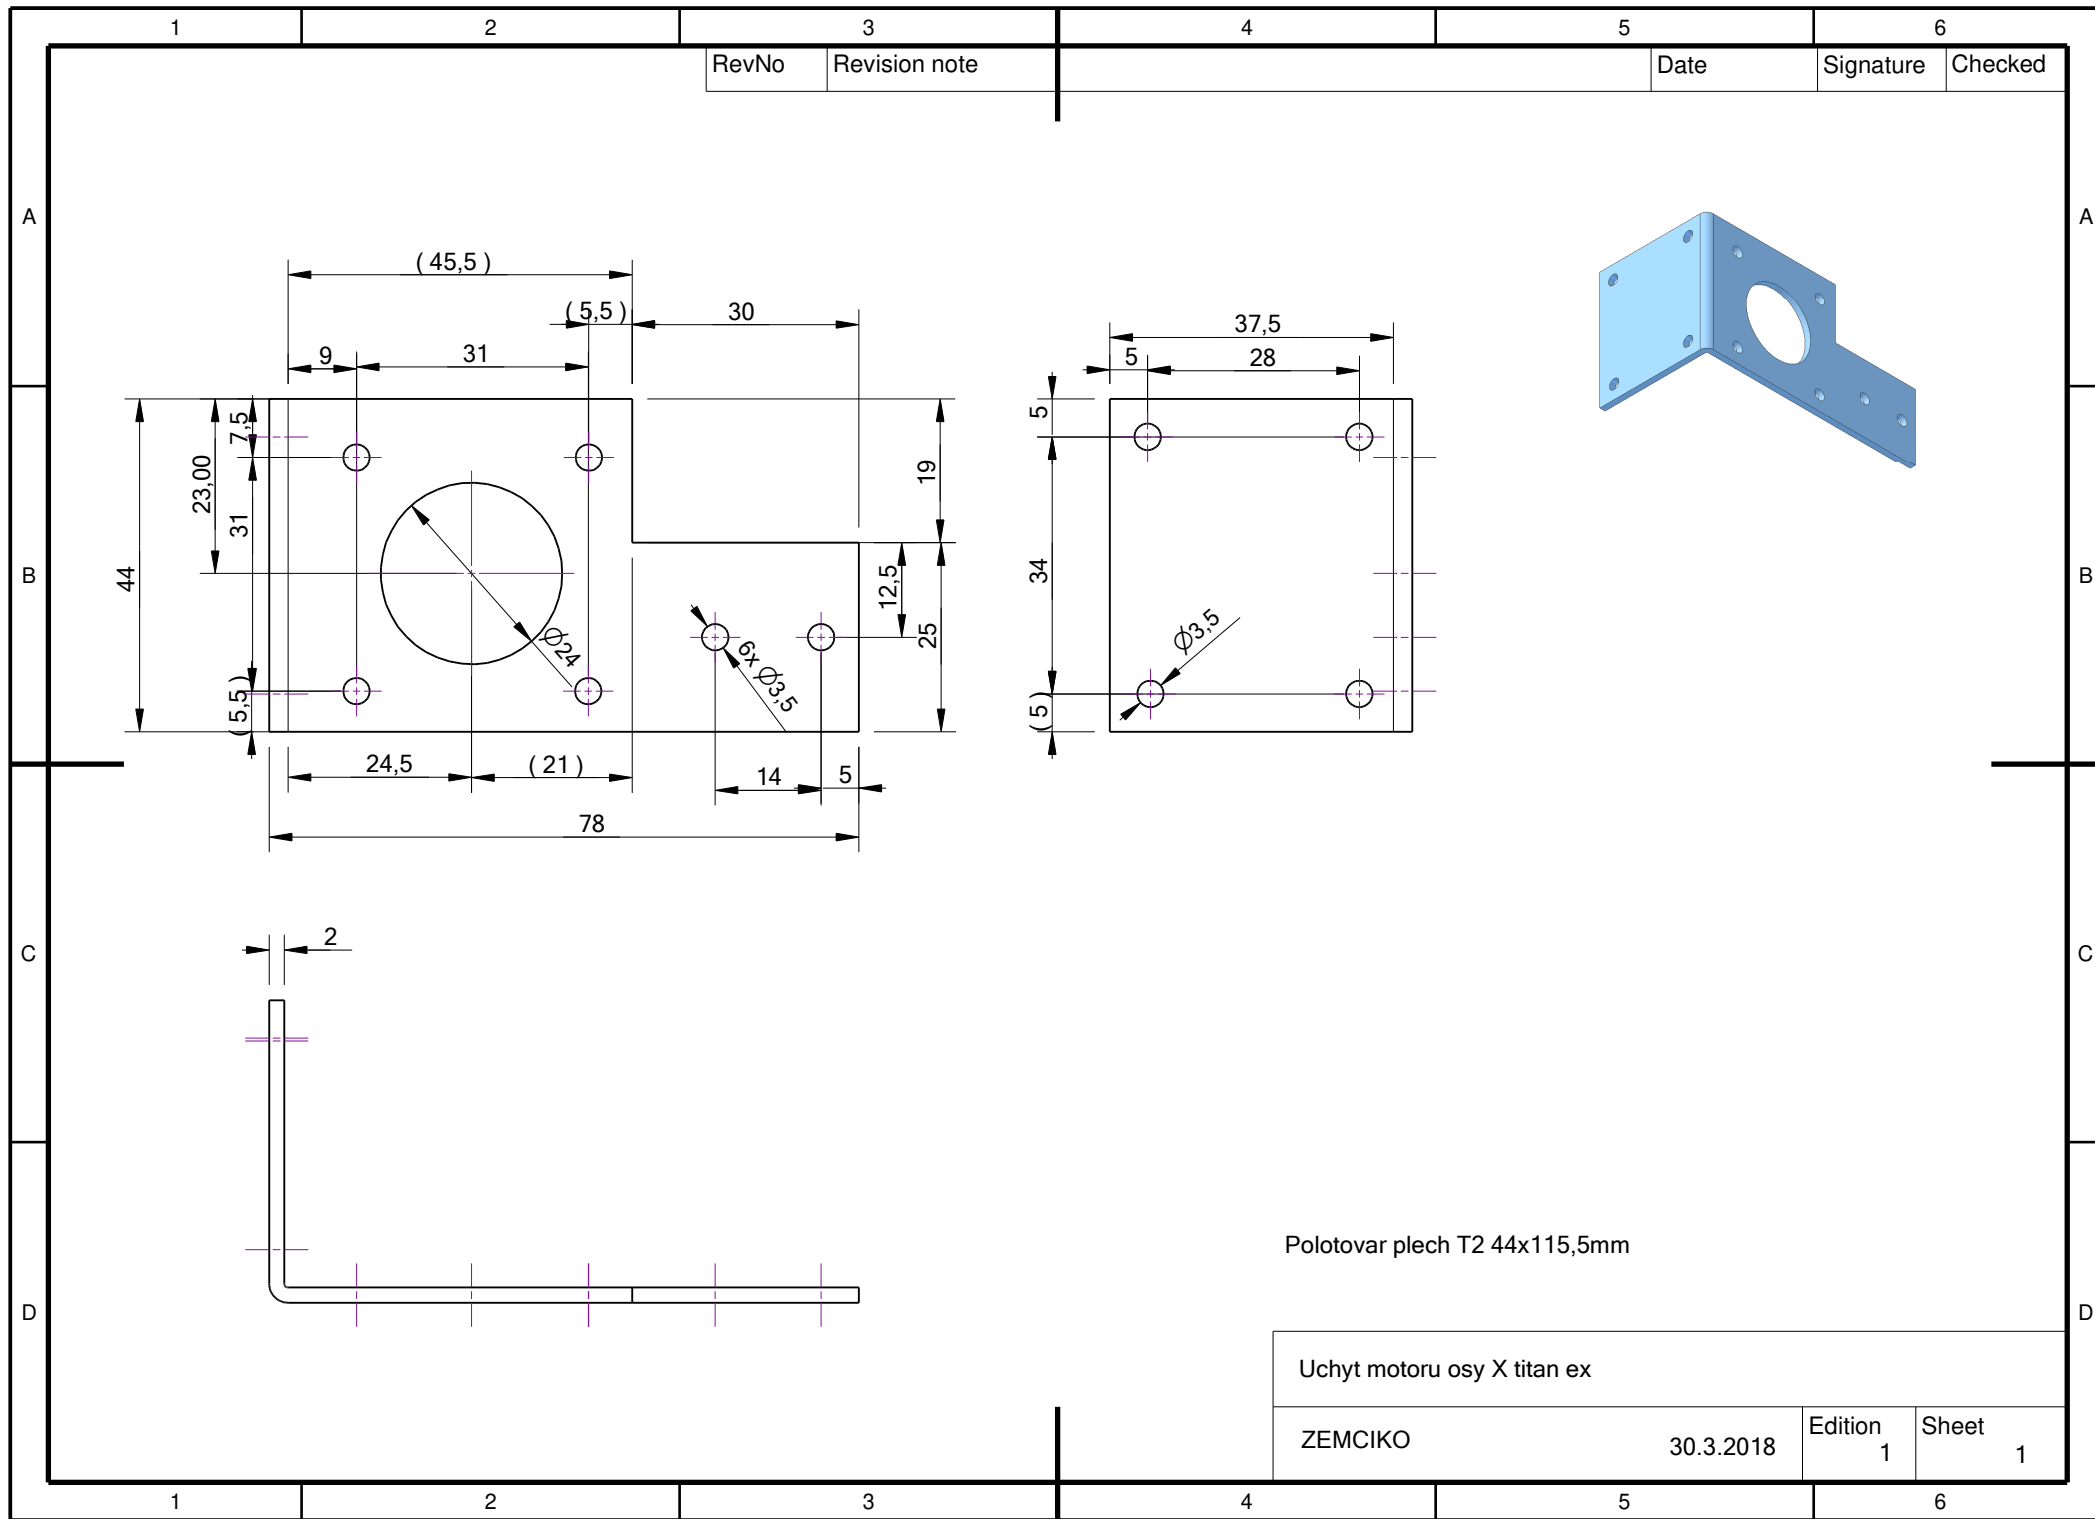 1 2 3 4 5 6
RevNo Revision note Date Signature Checked
A A
( 45,5 )
( 5,5 ) 30
9 31
37,5
5 28
7,5
23,00
31
44
( 5,5 )
19
12,5
25
5
34
( 5 )
B B
Ø24
6x Ø3,5
Ø3,5
24,5 ( 21 )
14 5
78
2
C C
Polotovar plech T2 44x115,5mm
D D
Uchyt motoru osy X titan ex
ZEMCIKO 30.3.2018 Edition 1 Sheet 1
1 2 3 4 5 6